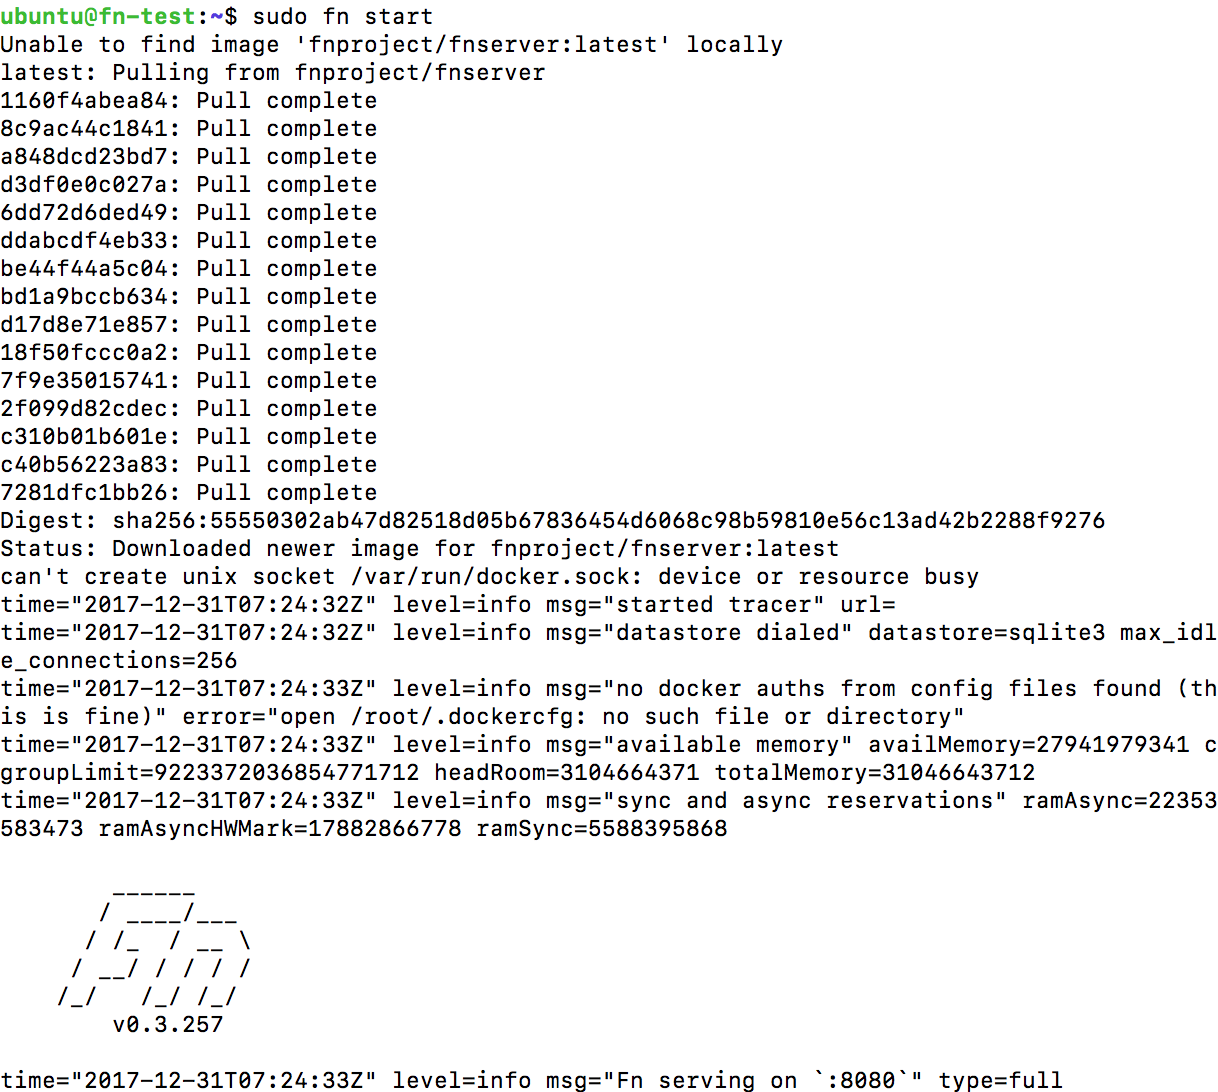 ubuntu@fn-test:~$ sudo fn start
Unable to find image 'fnproject/fnserver:latest' locally
latest: Pulling from fnproject/fnserver
1160f4abea84: Pull complete
8c9ac44c1841: Pull complete
a848dcd23bd7: Pull complete
d3df0e0c027a: Pull complete
6dd72d6ded49: Pull complete
ddabcdf4eb33: Pull complete
be44f44a5c04: Pull complete
bd1a9bccb634: Pull complete
d17d8e71e857: Pull complete
18f50fccc0a2: Pull complete
7f9e35015741: Pull complete
2f099d82cdec: Pull complete
c310b01b601e: Pull complete
c40b56223a83: Pull complete
7281dfc1bb26: Pull complete
Digest: sha256:55550302ab47d82518d05b67836454d6068c98b59810e56c13ad42b2288f9276
Status: Downloaded newer image for fnproject/fnserver:latest
can't create unix socket /var/run/docker.sock: device or resource busy
time="2017-12-31T07:24:32Z" level=info msg="started tracer" url=
time="2017-12-31T07:24:32Z" level=info msg="datastore dialed" datastore=sqlite3 max_idl
e_connections=256
time="2017-12-31T07:24:33Z" level=info msg="no docker auths from config files found (th
is is fine)" error="open /root/.dockercfg: no such file or directory"
time="2017-12-31T07:24:33Z" level=info msg="available memory" availMemory=27941979341 c
groupLimit=9223372036854771712 headRoom=3104664371 totalMemory=31046643712
time="2017-12-31T07:24:33Z" level=info msg="sync and async reservations" ramAsync=22353
583473 ramAsyncHWMark=17882866778 ramSync=5588395868
        ______
       / ____/___
      / /_  / __ \
     / __/ / / / /
    /_/   /_/ /_/
        v0.3.257
time="2017-12-31T07:24:33Z" level=info msg="Fn serving on `:8080`" type=full